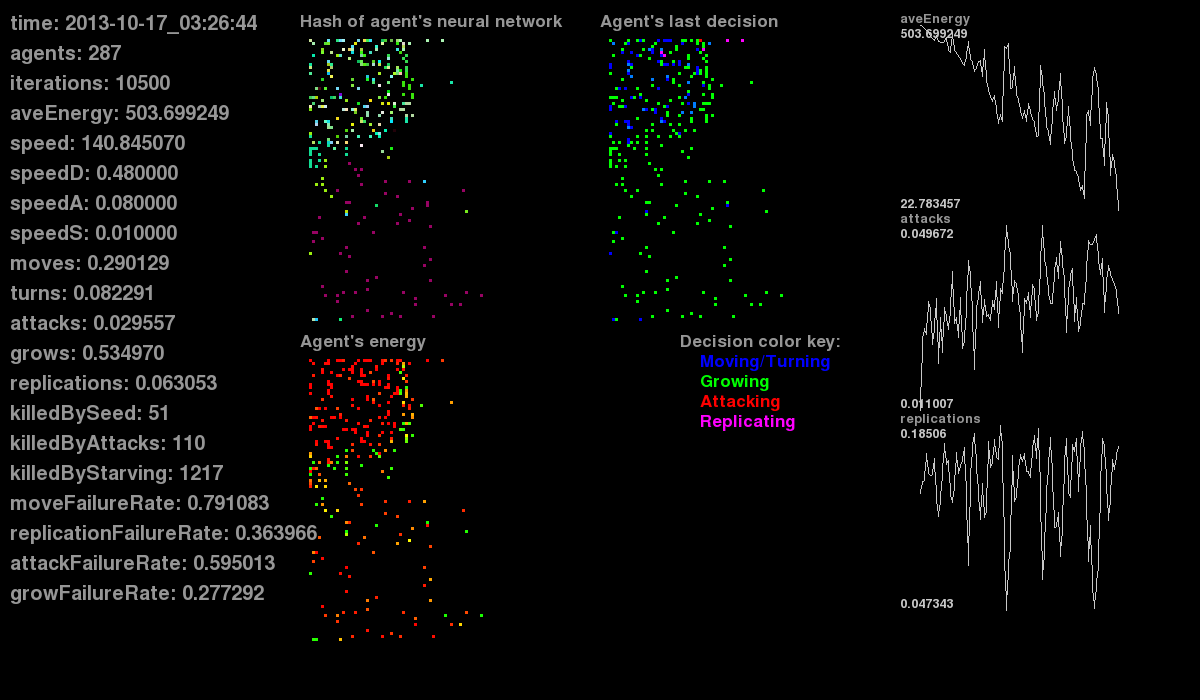 time: 2013-10-17_03:26:44
agents: 287
iterations: 10500
aveEnergy: 503.699249
speed: 140.845070
speedD: 0.480000
speedA: 0.080000
speedS: 0.010000
moves: 0.290129
turns: 0.082291
attacks: 0.029557
grows: 0.534970
replications: 0.063053
killedBySeed: 51
killedByAttacks: 110
killedByStarving: 1217
moveFailureRate: 0.791083
replicationFailureRate: 0.363966
attackFailureRate: 0.595013
growFailureRate: 0.277292
Hash of agent's neural network
Agent's last decision
Agent's energy
Decision color key:
Moving/Turning
Growing
Attacking
Replicating
aveEnergy
503.699249
22.783457
attacks
0.049672
0.011007
replications
0.18506
0.047343